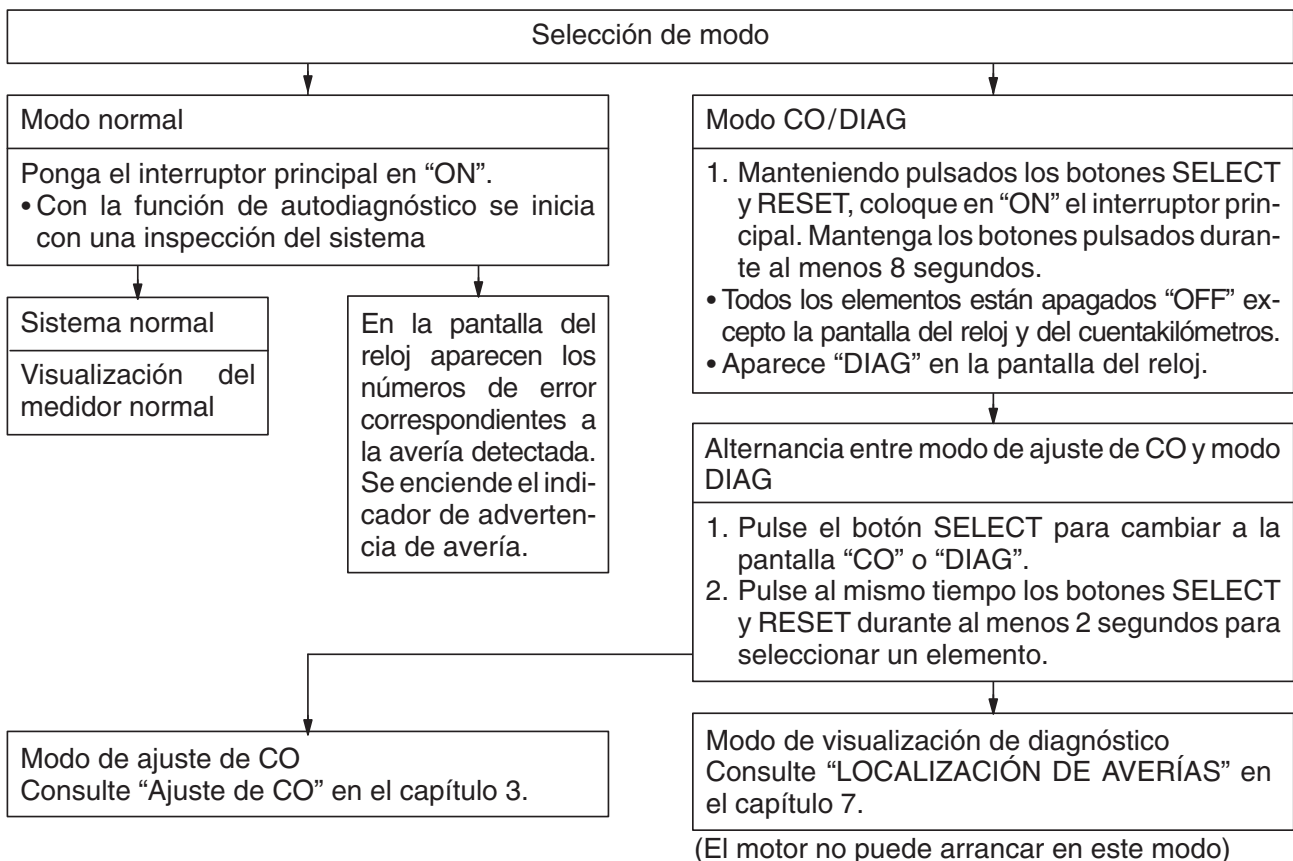 Selección de modo
Modo normal
Ponga el interruptor principal en “ON”.
• Con la función de autodiagnóstico se inicia
con una inspección del sistema
Sistema normal
Visualización del
medidor normal
En la pantalla del
reloj aparecen los
números de error
correspondientes a
la avería detectada.
Se enciende el indi-
cador de adverten-
cia de avería.
Modo CO/DIAG
1. Manteniendo pulsados los botones SELECT
y RESET, coloque en “ON” el interruptor prin-
cipal. Mantenga los botones pulsados duran-
te al menos 8 segundos.
• Todos los elementos están apagados “OFF” ex-
cepto la pantalla del reloj y del cuentakilómetros.
• Aparece “DIAG” en la pantalla del reloj.
Alternancia entre modo de ajuste de CO y modo
DIAG
1. Pulse el botón SELECT para cambiar a la
pantalla “CO” o “DIAG”.
2. Pulse al mismo tiempo los botones SELECT
y RESET durante al menos 2 segundos para
seleccionar un elemento.
Modo de ajuste de CO
Consulte “Ajuste de CO” en el capítulo 3.
Modo de visualización de diagnóstico
Consulte “LOCALIZACIÓN DE AVERÍAS” en
el capítulo 7.
(El motor no puede arrancar en este modo)